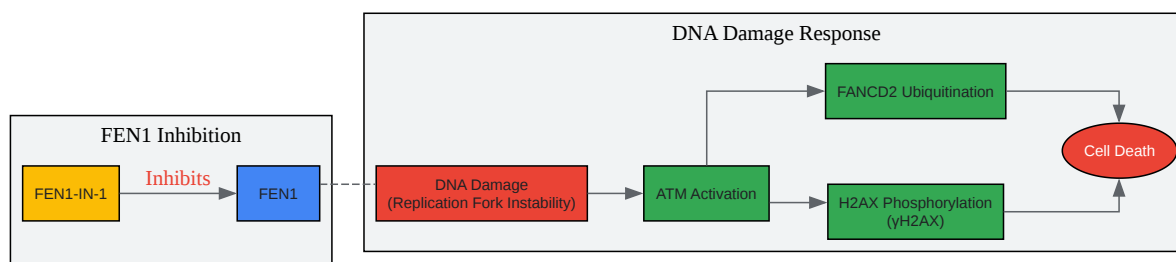 DNA Damage Response
FANCD2 Ubiquitination
FEN1 Inhibition
Cell Death
Inhibits
FEN1-IN-1
FEN1
DNA Damage
(Replication Fork Instability)
ATM Activation
H2AX Phosphorylation
(γH2AX)